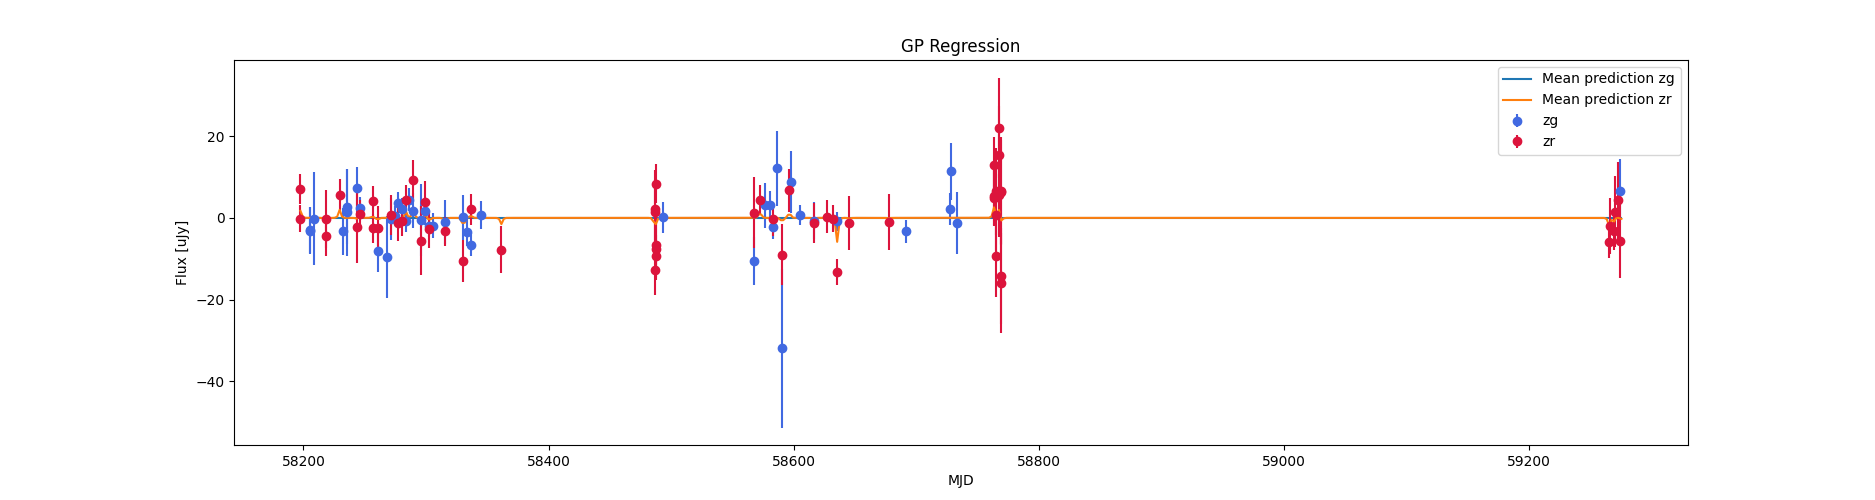 GP Regression
Mean prediction zg
Mean prediction zr
zg
zr
Flux [uJy]
20
0
−20
−40
58200
58400
58600
58800
59000
59200
MJD